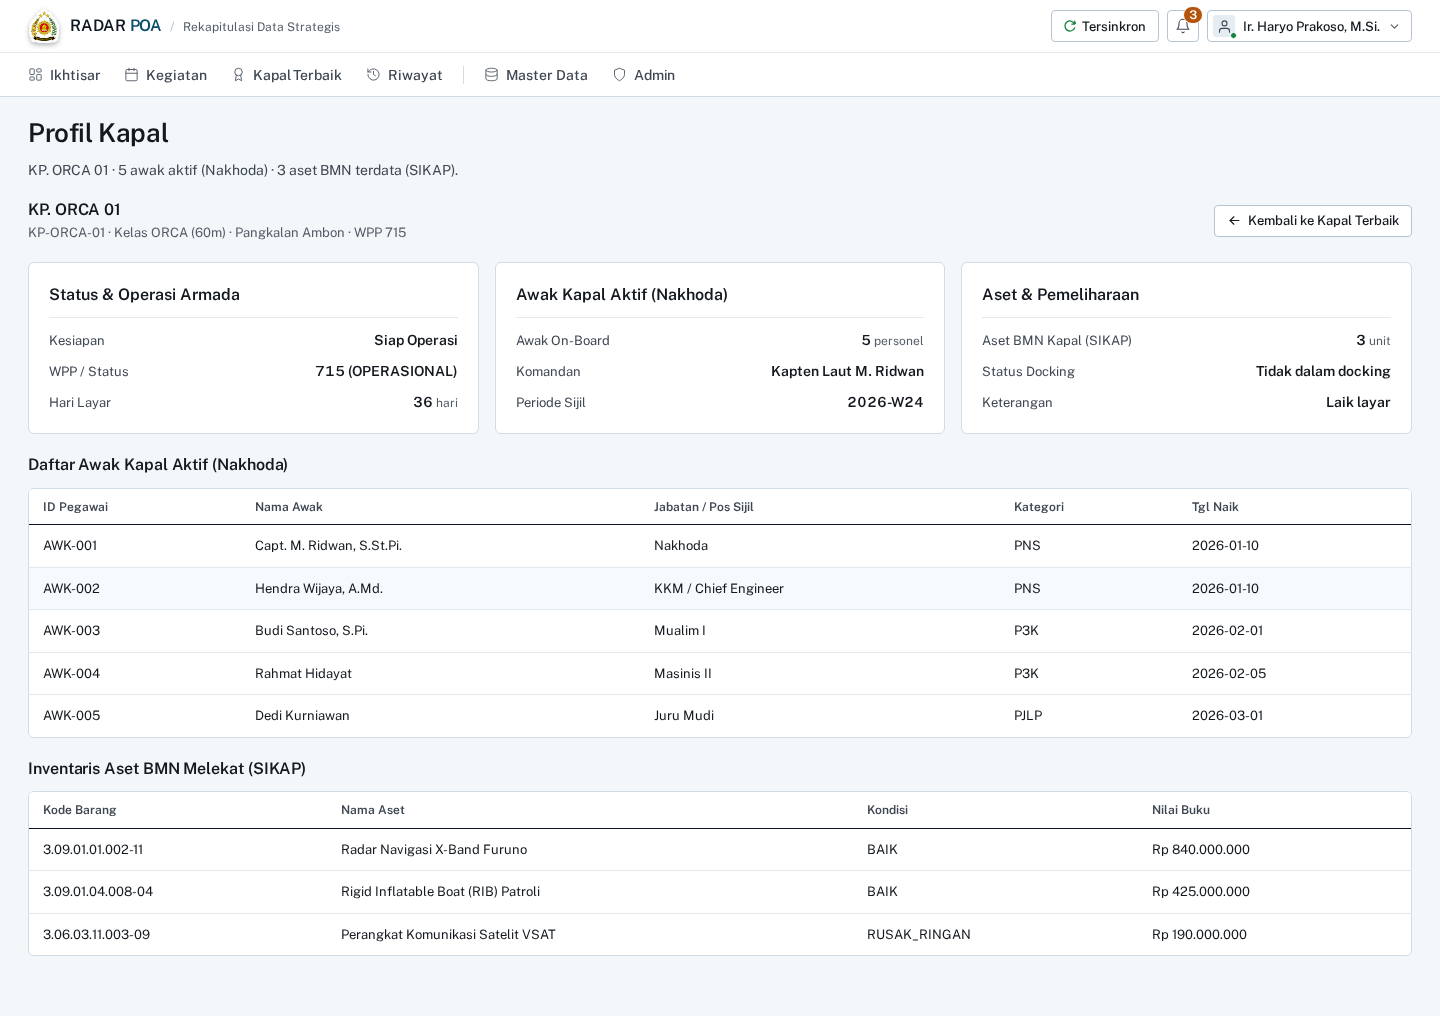 RADAR POA / Rekapitulasi Data Strategis
Tersinkron
3
Ir. Haryo Prakoso, M.Si.
Ikhtisar
Kegiatan
Kapal Terbaik
Riwayat
Master Data
Admin
Profil Kapal
KP. ORCA 01 · 5 awak aktif (Nakhoda) · 3 aset BMN terdata (SIKAP).
KP. ORCA 01
KP-ORCA-01 · Kelas ORCA (60m) · Pangkalan Ambon · WPP 715
← Kembali ke Kapal Terbaik
Status & Operasi Armada
Kesiapan Siap Operasi
WPP / Status 715 (OPERASIONAL)
Hari Layar 36 hari
Awak Kapal Aktif (Nakhoda)
Awak On-Board 5 personel
Komandan Kapten Laut M. Ridwan
Periode Sijil 2026-W24
Aset & Pemeliharaan
Aset BMN Kapal (SIKAP) 3 unit
Status Docking Tidak dalam docking
Keterangan Laik layar
Daftar Awak Kapal Aktif (Nakhoda)
ID Pegawai Nama Awak Jabatan / Pos Sijil Kategori Tgl Naik
AWK-001 Capt. M. Ridwan, S.St.Pi. Nakhoda PNS 2026-01-10
AWK-002 Hendra Wijaya, A.Md. KKM / Chief Engineer PNS 2026-01-10
AWK-003 Budi Santoso, S.Pi. Mualim I P3K 2026-02-01
AWK-004 Rahmat Hidayat Masinis II P3K 2026-02-05
AWK-005 Dedi Kurniawan Juru Mudi PJLP 2026-03-01
Inventaris Aset BMN Melekat (SIKAP)
Kode Barang Nama Aset Kondisi Nilai Buku
3.09.01.01.002-11 Radar Navigasi X-Band Furuno BAIK Rp 840.000.000
3.09.01.04.008-04 Rigid Inflatable Boat (RIB) Patroli BAIK Rp 425.000.000
3.06.03.11.003-09 Perangkat Komunikasi Satelit VSAT RUSAK_RINGAN Rp 190.000.000